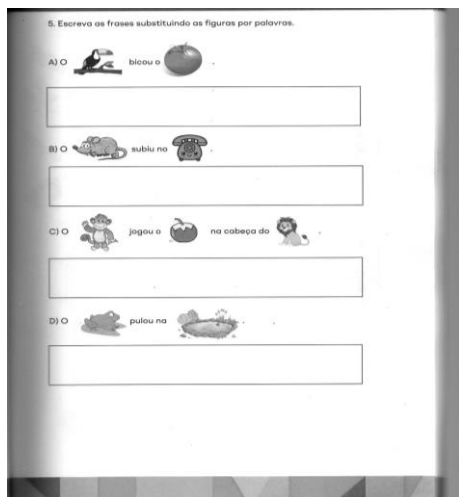 5. Escreva as frases substituindo as figuras por palavras.
A) O bicou o .
B) O subiu no .
C) O jogou o na cabeça do .
D) O pulou na .